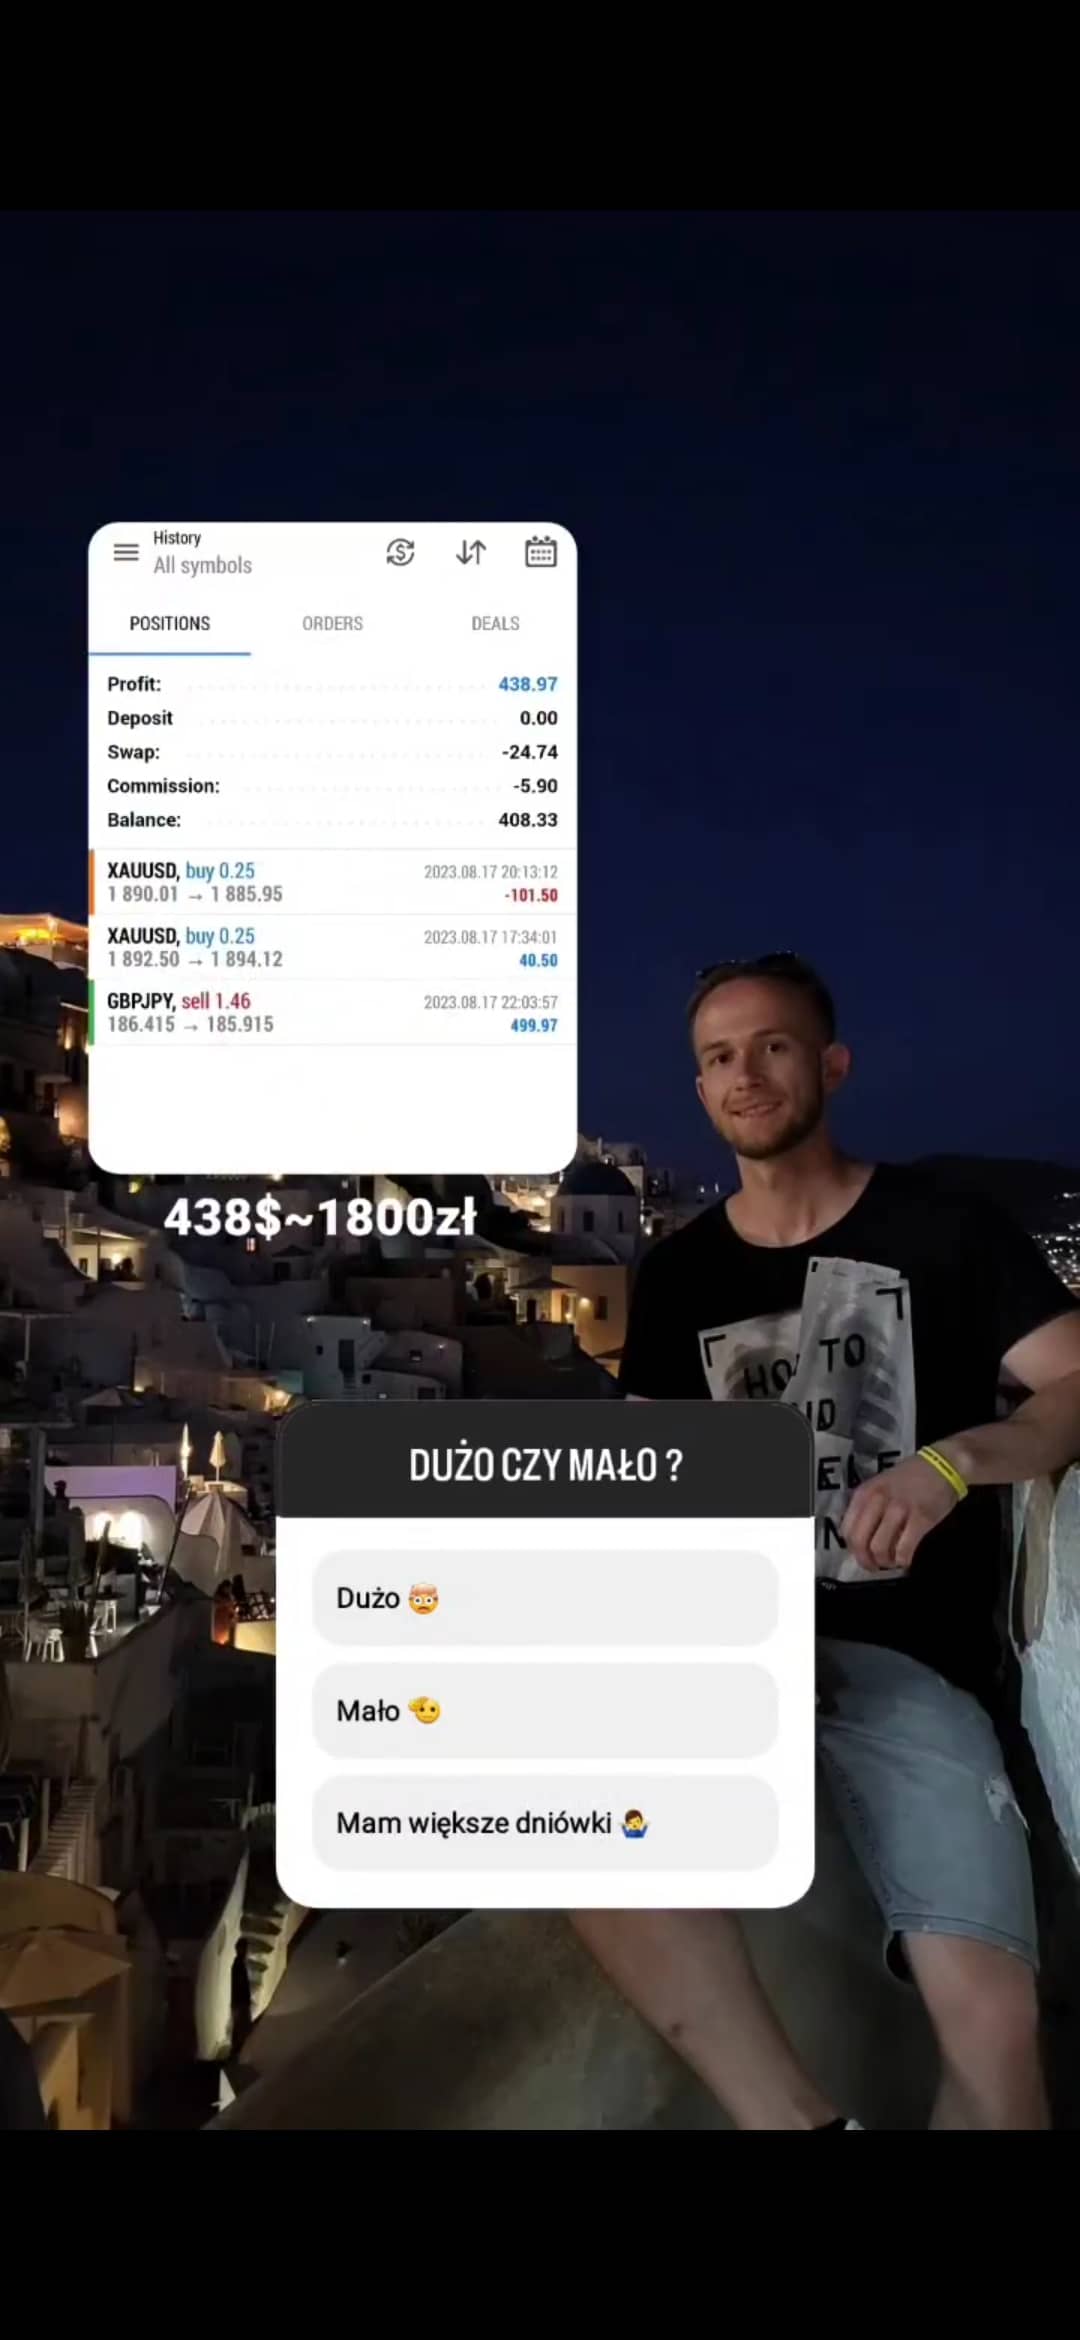 History
All symbols
POSITIONS ORDERS DEALS
Profit: 438.97
Deposit 0.00
Swap: -24.74
Commission: -5.90
Balance: 408.33
XAUUSD, buy 0.25 2023.08.17 20:13:12
1 890.01 → 1 885.95 -101.50
XAUUSD, buy 0.25 2023.08.17 17:34:01
1 892.50 → 1 894.12 40.50
GBPJPY, sell 1.46 2023.08.17 22:03:57
186.415 → 185.915 499.97
438$~1800zł
TO
DUŻO CZY MAŁO ?
Dużo 🤯
Mało 🫡
Mam większe dniówki 🤷‍♂️